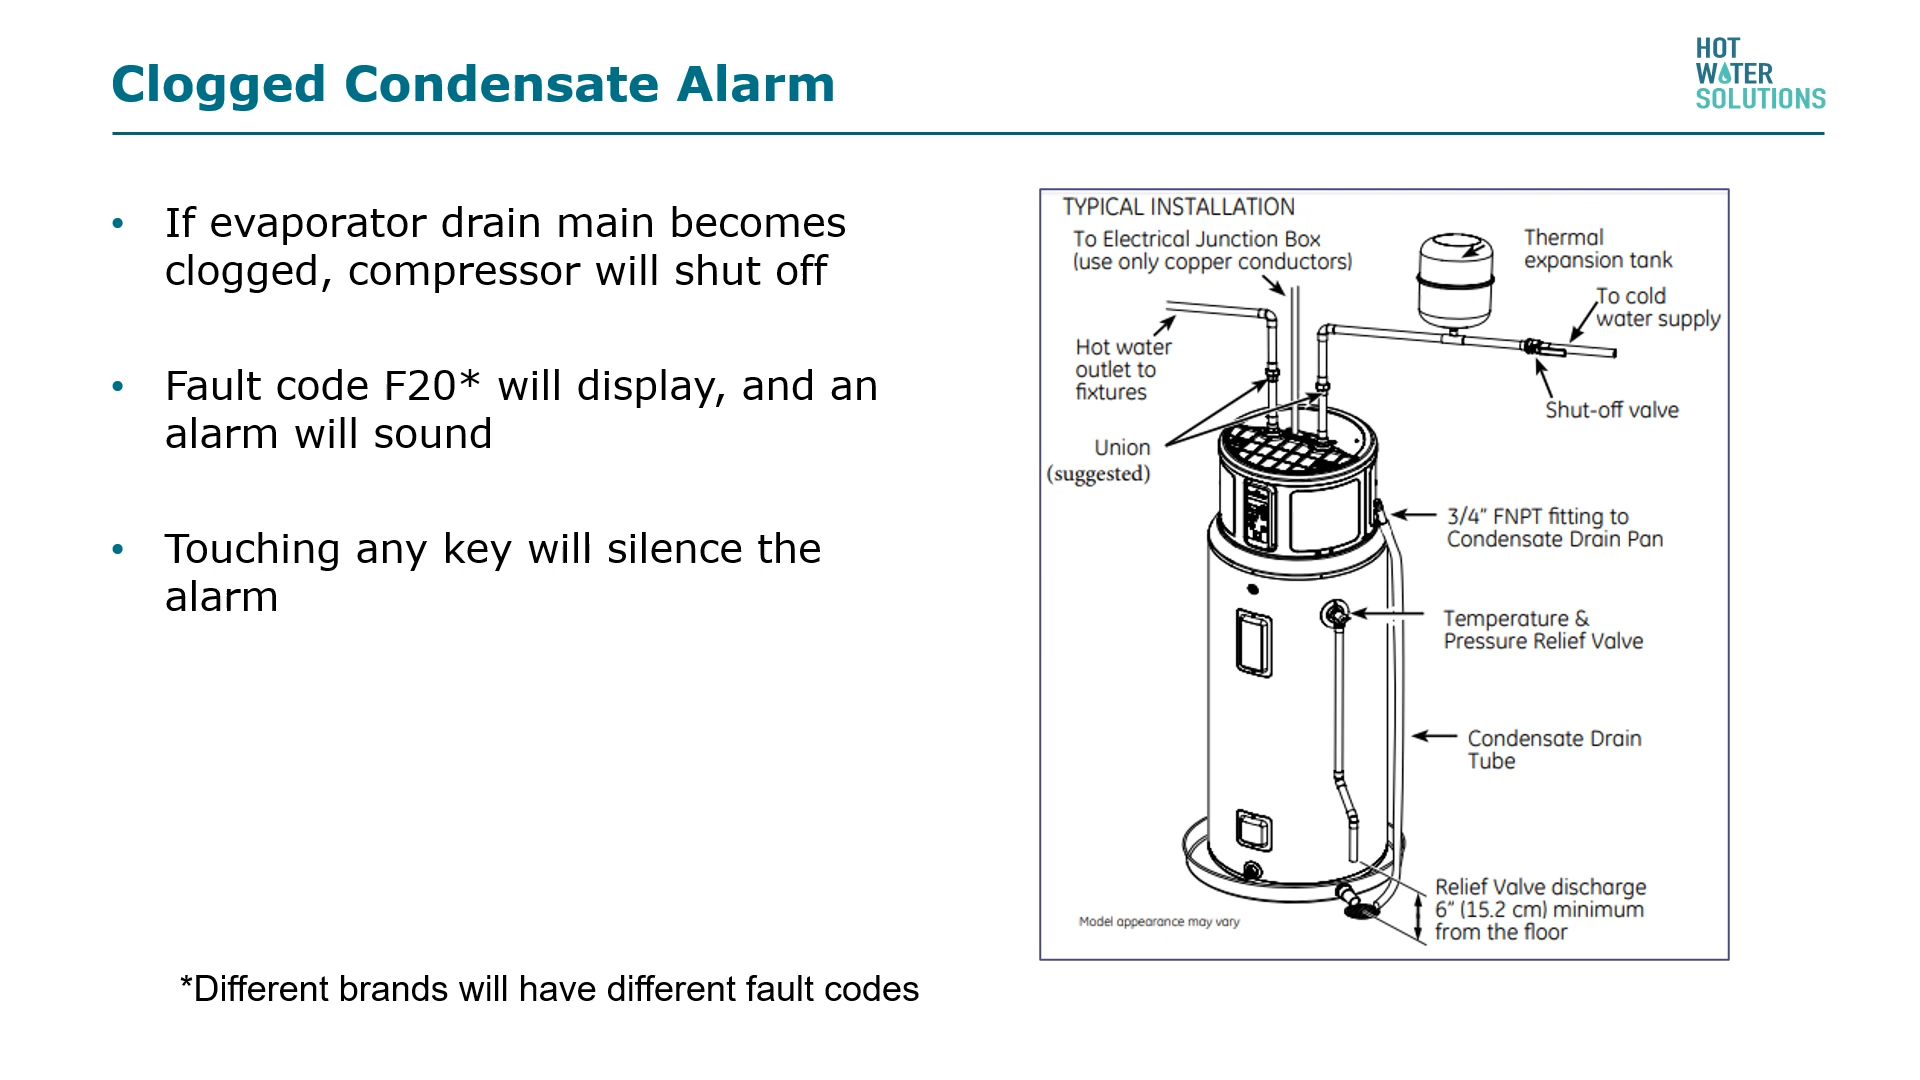 Clogged Condensate Alarm
HOT
WATER
SOLUTIONS
• If evaporator drain main becomes
clogged, compressor will shut off
• Fault code F20* will display, and an
alarm will sound
• Touching any key will silence the
alarm
*Different brands will have different fault codes
TYPICAL INSTALLATION
To Electrical Junction Box
(use only copper conductors)
Thermal
expansion tank
To cold
water supply
Hot water
outlet to
fixtures
Shut-off valve
Union
(suggested)
3/4” FNPT fitting to
Condensate Drain Pan
Temperature &
Pressure Relief Valve
Condensate Drain
Tube
Relief Valve discharge
6” (15.2 cm) minimum
from the floor
Model appearance may vary